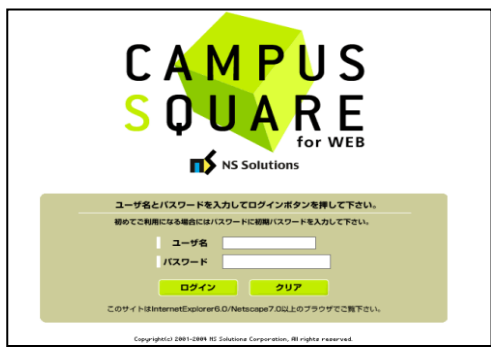 CAMPUS
SQUARE
for WEB
NS Solutions
ユーザ名とパスワードを入力してログインボタンを押して下さい。
初めてご利用になる場合にはパスワードに初期パスワードを入力して下さい。
ユーザ名
パスワード
ログイン クリア
このサイトはInternetExplorer6.0/Netscape7.0以上のブラウザでご覧下さい。
Copyright(c) 2001-2004 NS Solutions Corporation, All rights reserved.